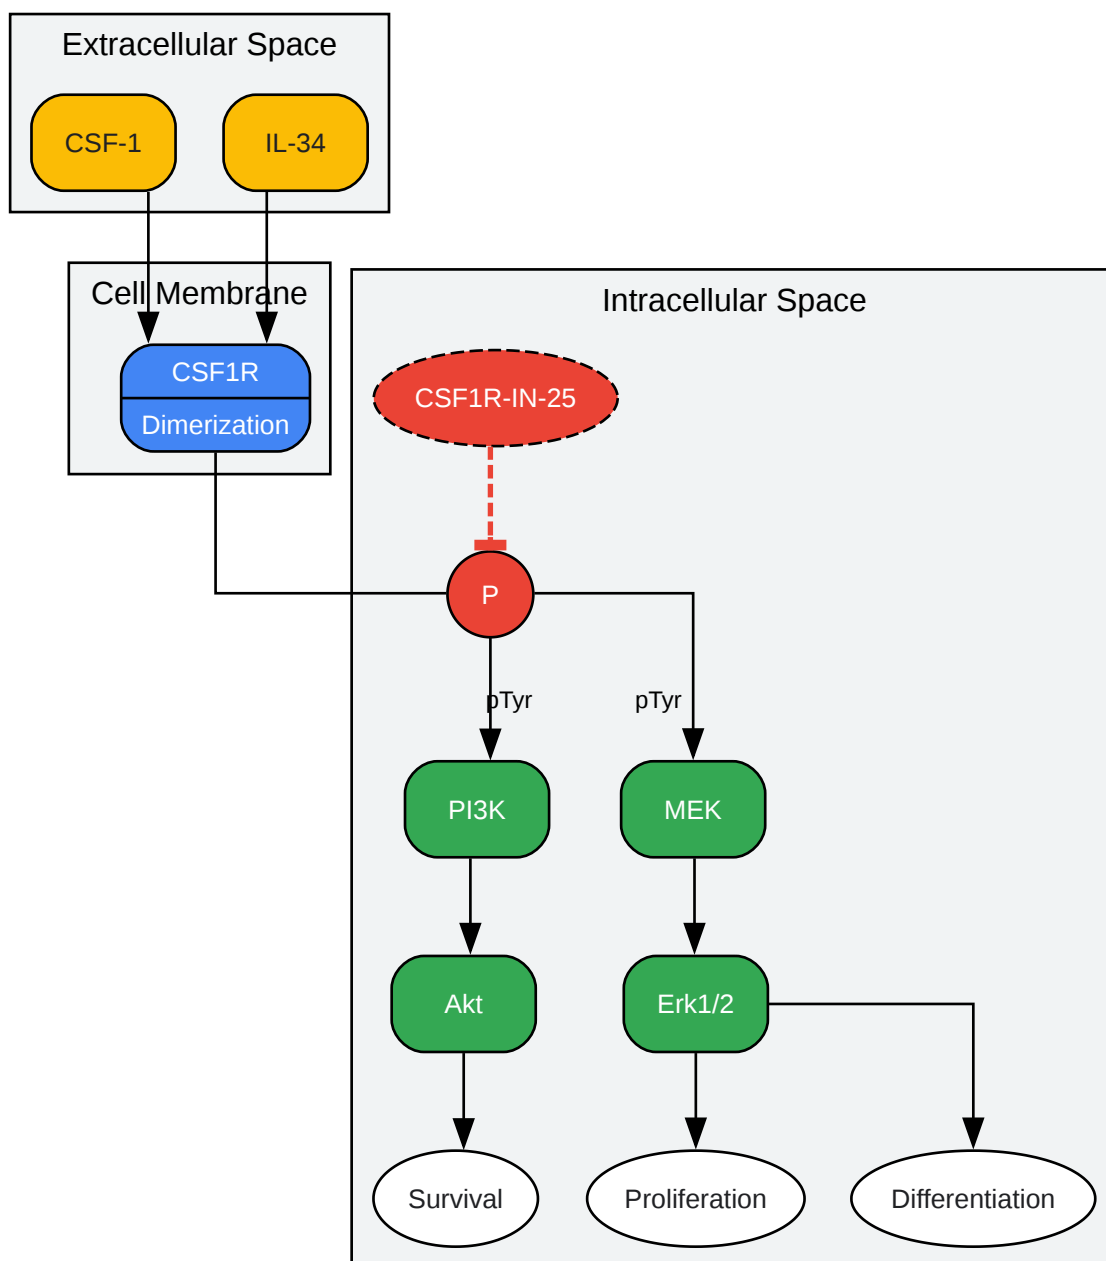 Extracellular Space
CSF-1
IL-34
Cell Membrane
CSF1R
Dimerization
Intracellular Space
CSF1R-IN-25
P
pTyr
pTyr
PI3K
MEK
Akt
Erk1/2
Survival
Proliferation
Differentiation